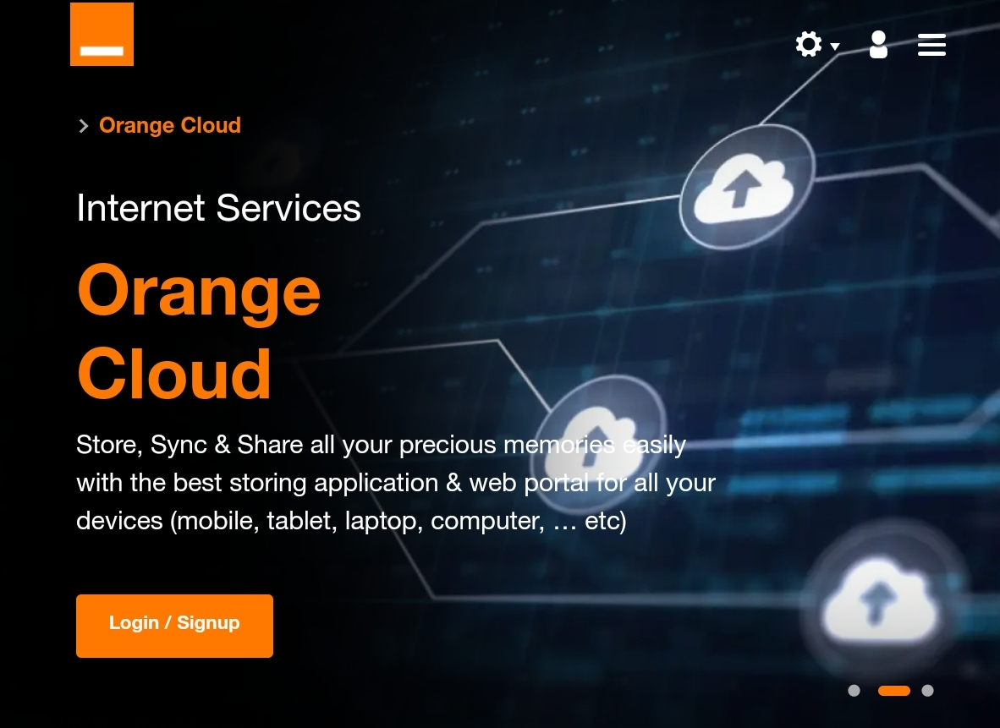 Orange Cloud
Internet Services
Orange
Cloud
Store, Sync & Share all your precious memories easily
with the best storing application & web portal for all your
devices (mobile, tablet, laptop, computer, … etc)
Login / Signup